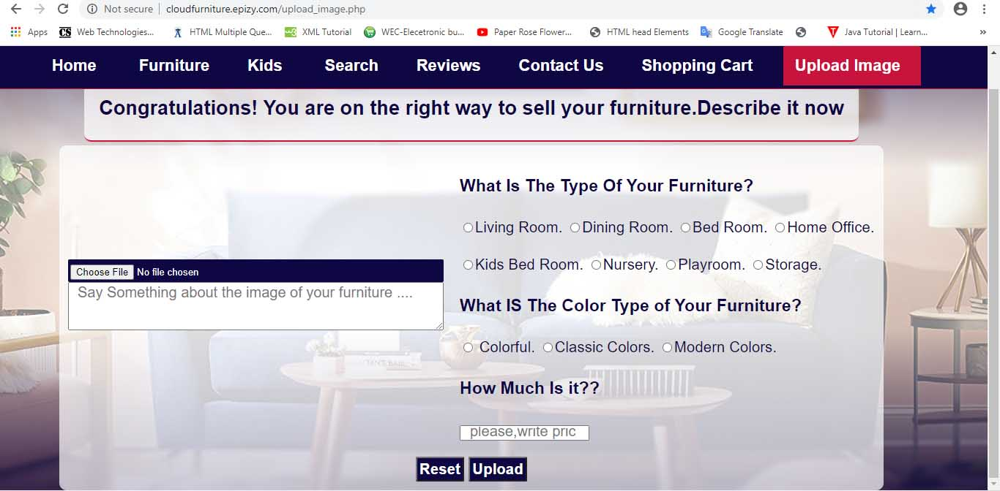 Not secure | cloudfurniture.epizy.com/upload_image.php
Apps CS Web Technologies... HTML Multiple Que... w3 XML Tutorial WEC-Elecetronic bu... Paper Rose Flower... HTML head Elements Google Translate T Java Tutorial | Learn... »
Home Furniture Kids Search Reviews Contact Us Shopping Cart Upload Image
Congratulations! You are on the right way to sell your furniture.Describe it now
What Is The Type Of Your Furniture?
Living Room. Dining Room. Bed Room. Home Office.
Kids Bed Room. Nursery. Playroom. Storage.
Choose File No file chosen
Say Something about the image of your furniture ....
What IS The Color Type of Your Furniture?
Colorful. Classic Colors. Modern Colors.
How Much Is it??
please,write pric
Reset Upload